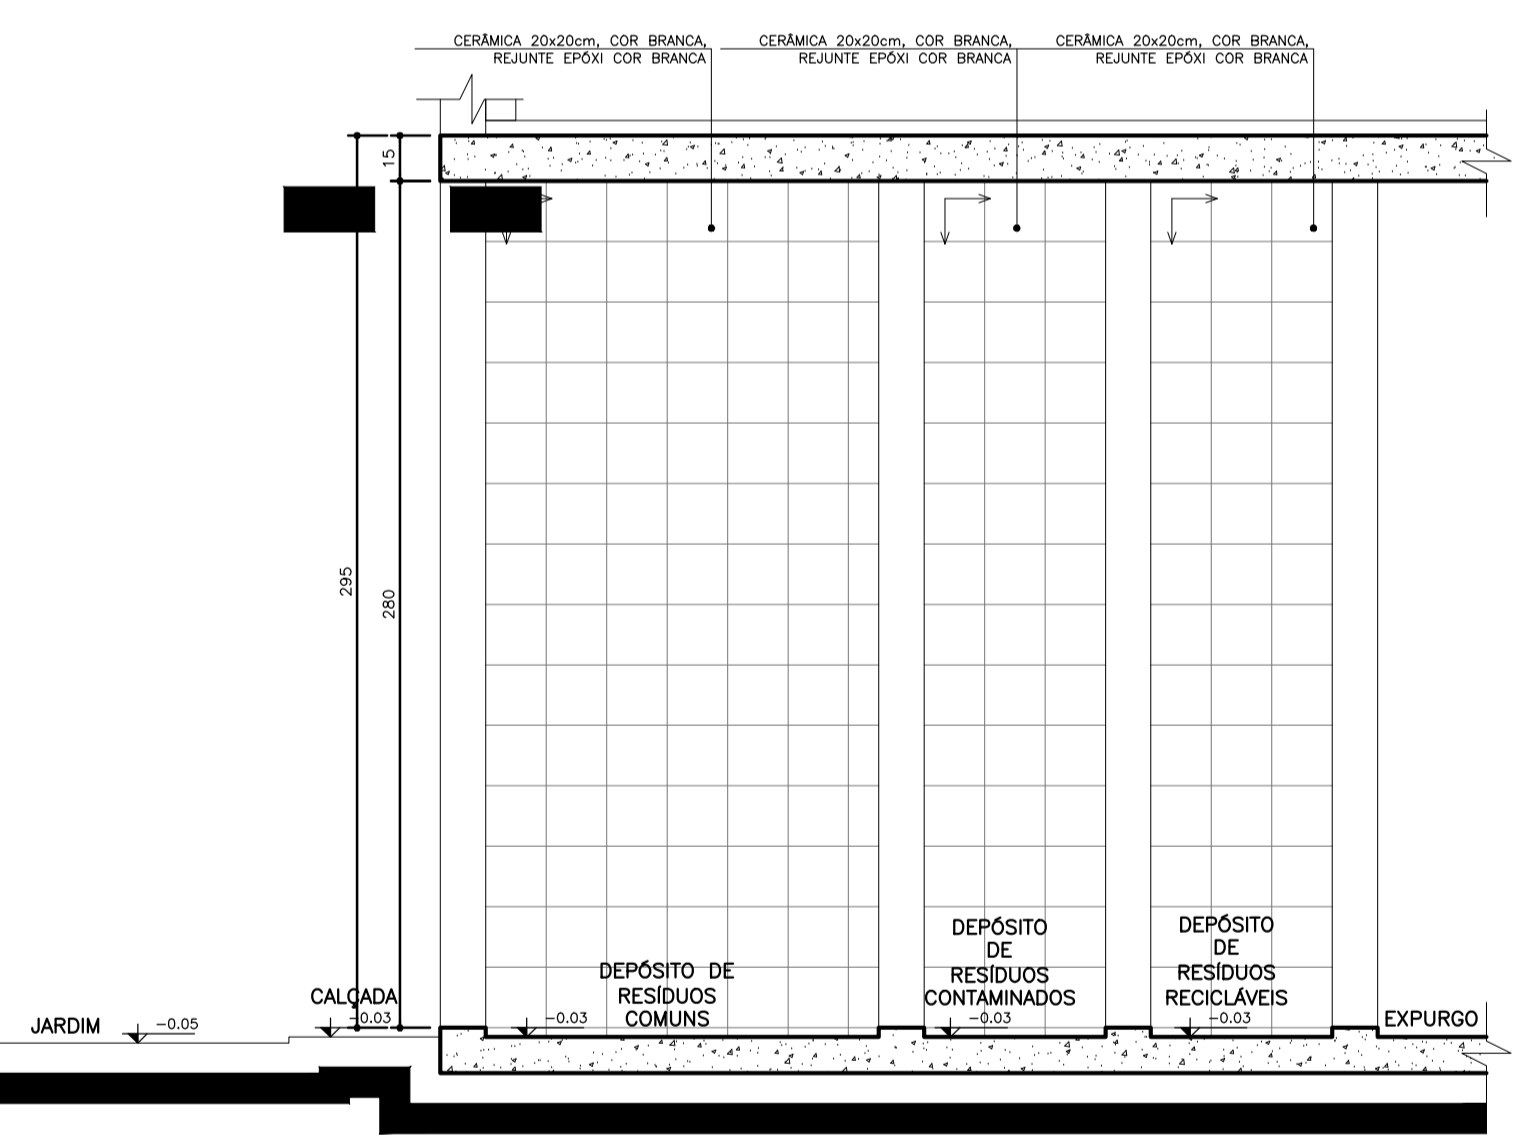 CERÂMICA 20x20cm, COR BRANCA,
REJUNTE EPÓXI COR BRANCA
CERÂMICA 20x20cm, COR BRANCA,
REJUNTE EPÓXI COR BRANCA
CERÂMICA 20x20cm, COR BRANCA,
REJUNTE EPÓXI COR BRANCA
15
295
280
JARDIM
-0.05
CALÇADA
-0.03
DEPÓSITO DE
RESÍDUOS
COMUNS
-0.03
DEPÓSITO
DE
RESÍDUOS
CONTAMINADOS
-0.03
DEPÓSITO
DE
RESÍDUOS
RECICLÁVEIS
-0.03
EXPURGO